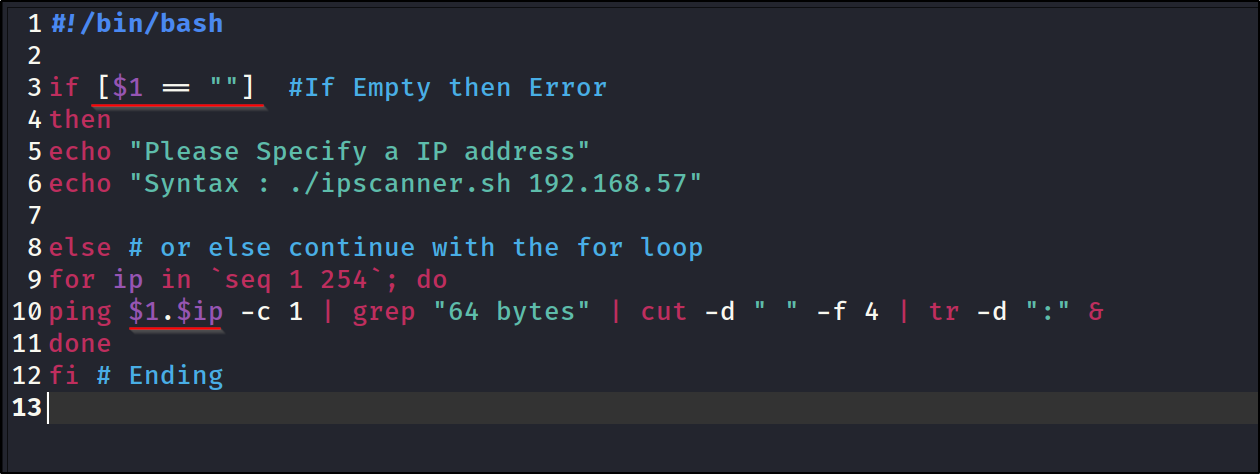 1 #!/bin/bash
2
3 if [$1 == ""]  #If Empty then Error
4 then
5 echo "Please Specify a IP address"
6 echo "Syntax : ./ipscanner.sh 192.168.57"
7
8 else # or else continue with the for loop
9 for ip in `seq 1 254`; do
10 ping $1.$ip -c 1 | grep "64 bytes" | cut -d " " -f 4 | tr -d ":" &
11 done
12 fi # Ending
13